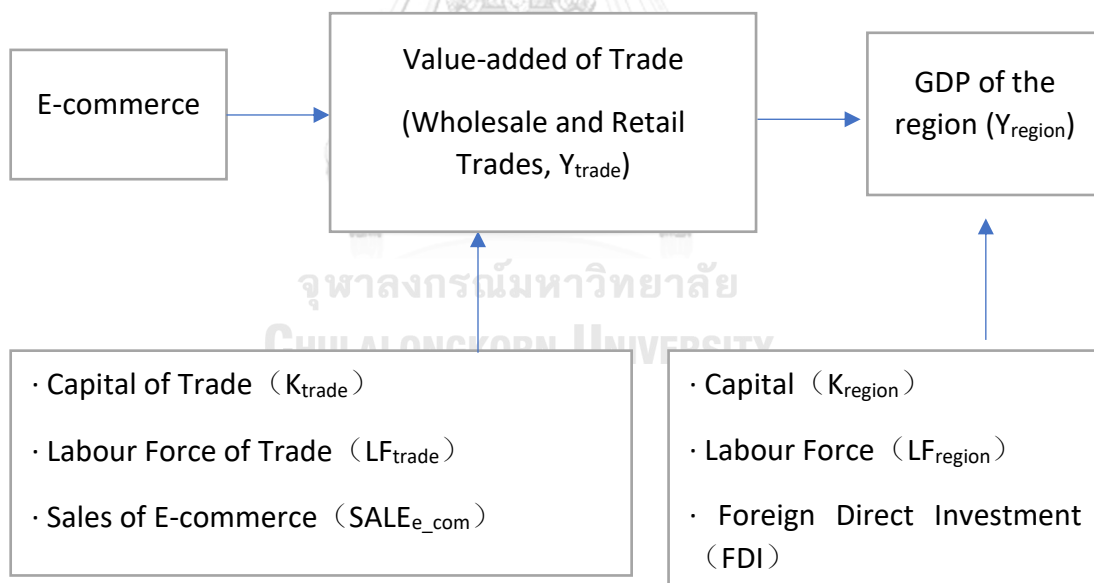 E-commerce
Value-added of Trade
(Wholesale and Retail
Trades, Ytrade)
GDP of the
region (Yregion)
จุฬาลงกรณ์มหาวิทยาลัย
CHULALONGKORN UNIVERSITY
· Capital of Trade（Ktrade）
· Labour Force of Trade（LFtrade）
· Sales of E-commerce（SALEe_com）
· Capital（Kregion）
· Labour Force（LFregion）
· Foreign Direct Investment
（FDI）